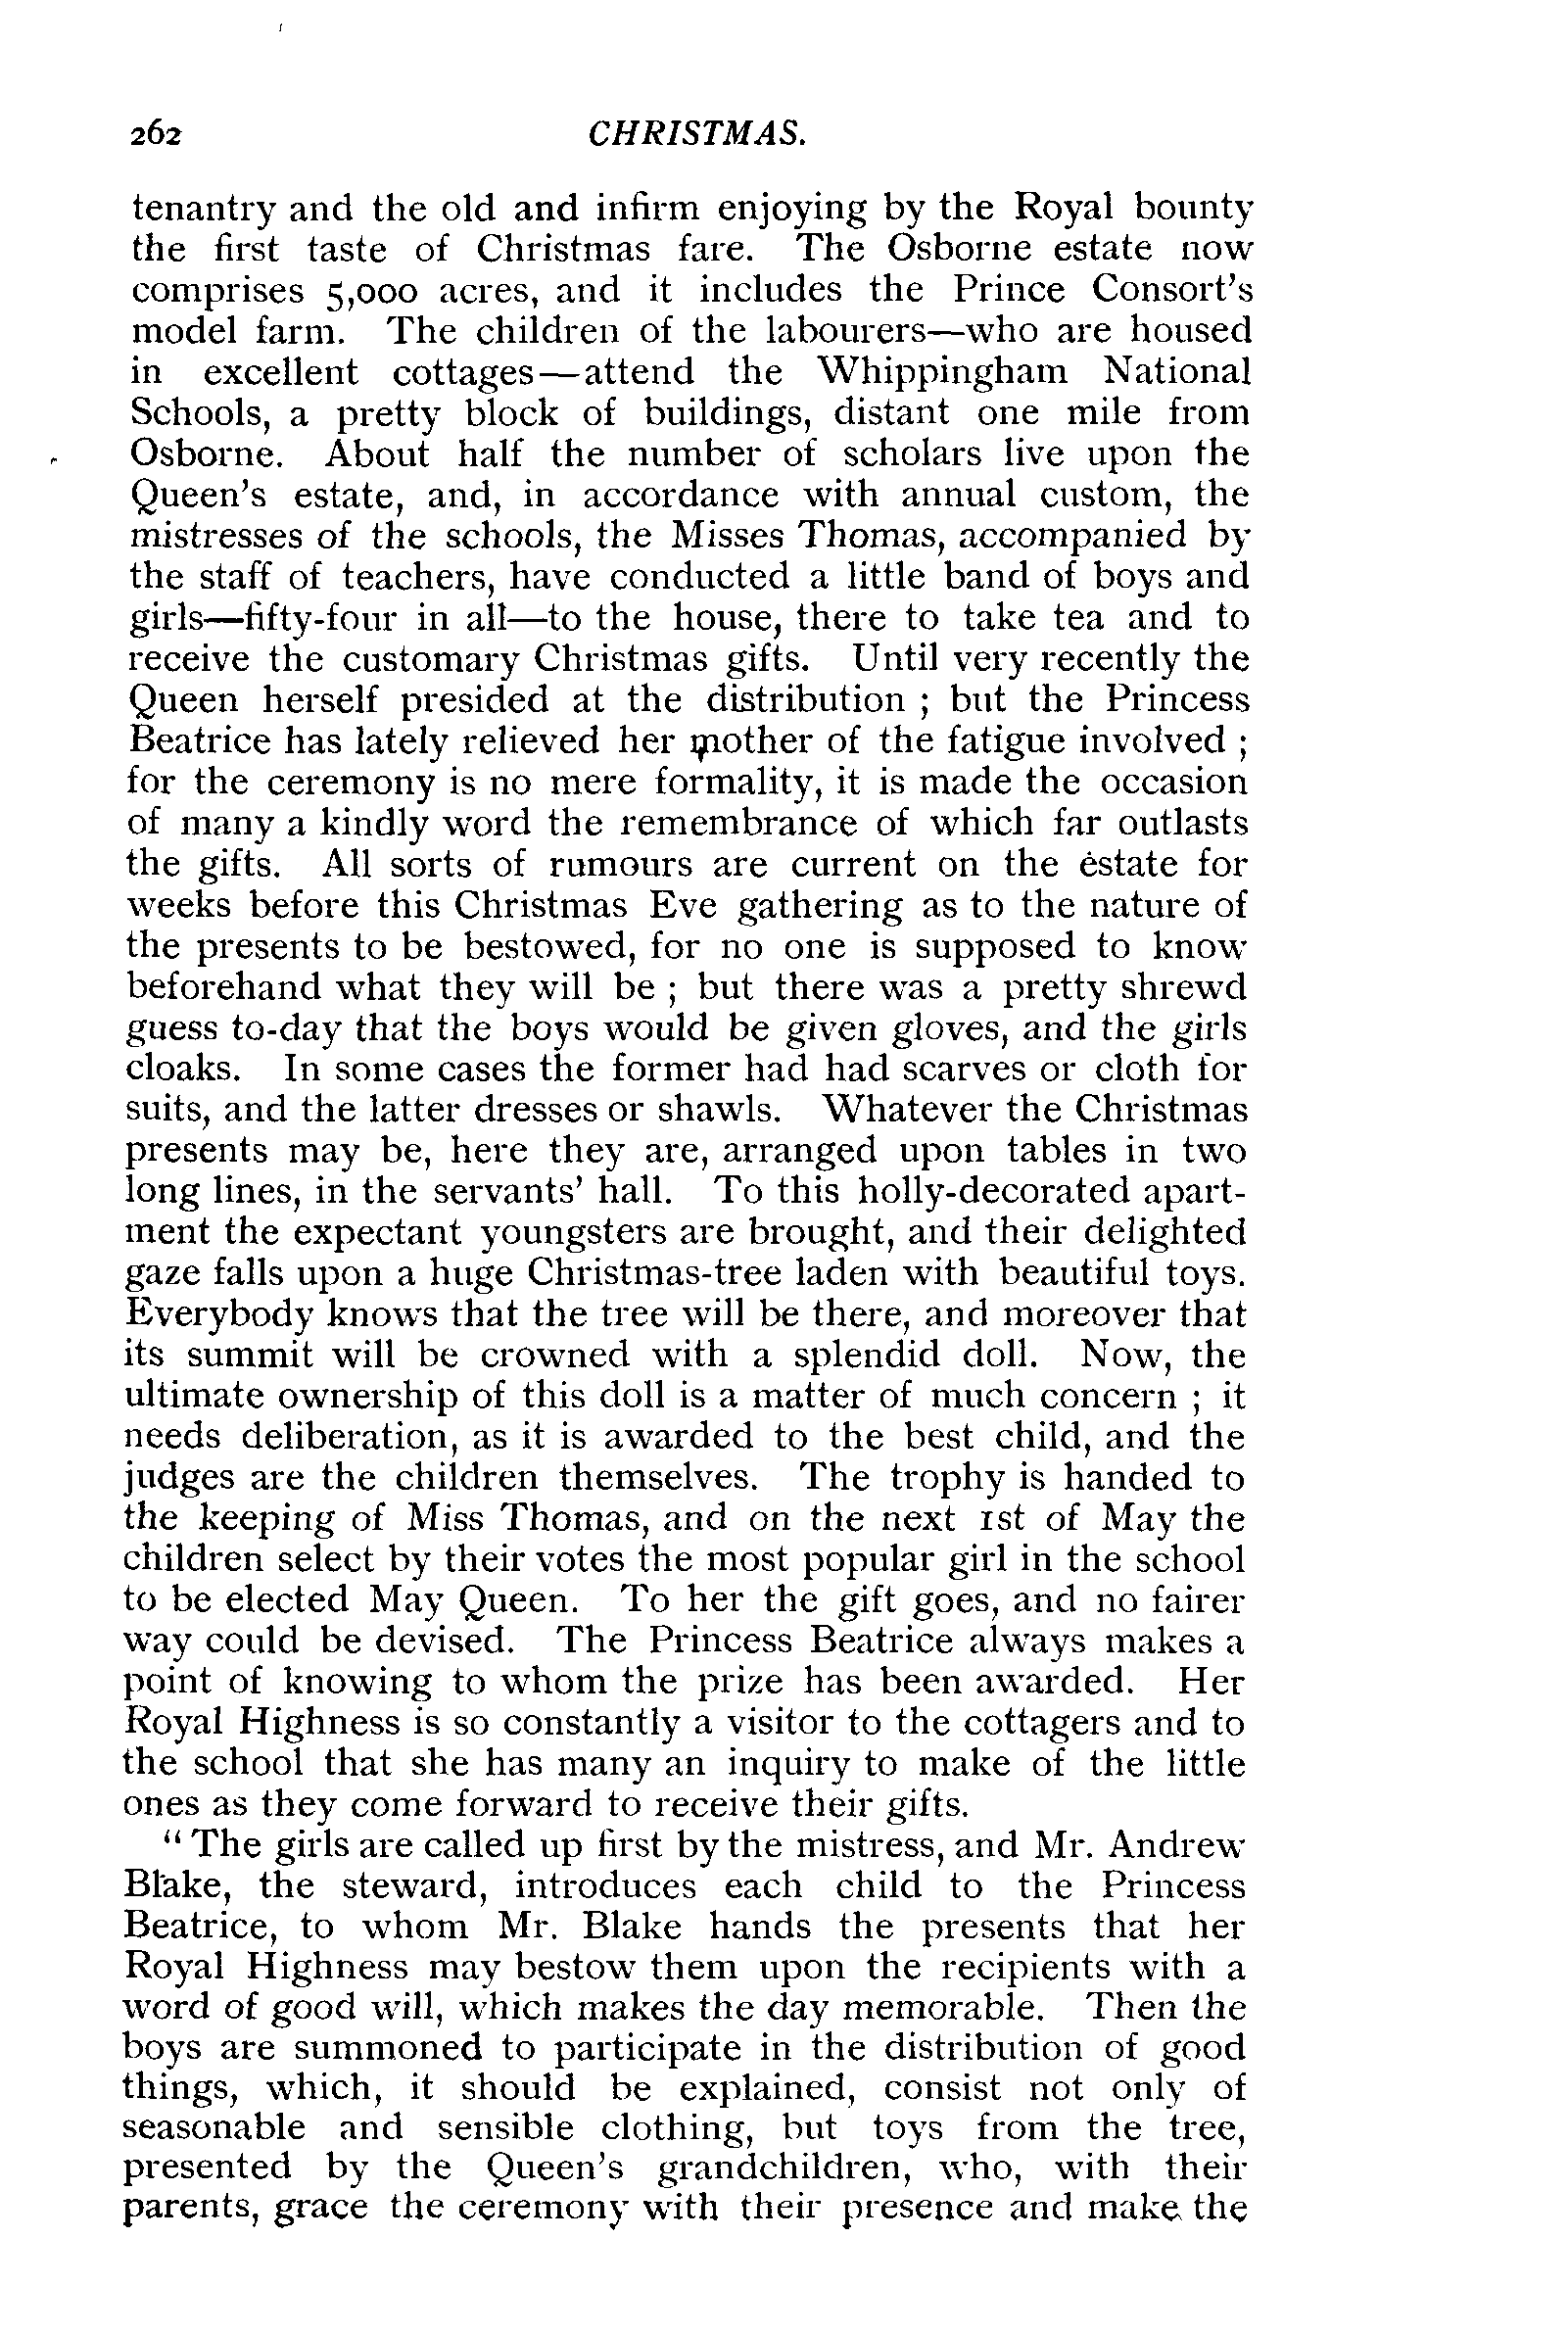 262 CHRISTMAS.
tenantry and the old and infirm enjoying by the Royal bounty
the first taste of Christmas fare. The Osborne estate now
comprises 5,000 acres, and it includes the Prince Consort's
model farm. The children of the labourers—who are housed
in excellent cottages—attend the Whippingham National
Schools, a pretty block of buildings, distant one mile from
Osborne. About half the number of scholars live upon the
Queen's estate, and, in accordance with annual custom, the
mistresses of the schools, the Misses Thomas, accompanied by
the staff of teachers, have conducted a little band of boys and
girls—fifty-four in all—to the house, there to take tea and to
receive the customary Christmas gifts. Until very recently the
Queen herself presided at the distribution ; but the Princess
Beatrice has lately relieved her mother of the fatigue involved ;
for the ceremony is no mere formality, it is made the occasion
of many a kindly word the remembrance of which far outlasts
the gifts. All sorts of rumours are current on the estate for
weeks before this Christmas Eve gathering as to the nature of
the presents to be bestowed, for no one is supposed to know
beforehand what they will be ; but there was a pretty shrewd
guess to-day that the boys would be given gloves, and the girls
cloaks. In some cases the former had had scarves or cloth for
suits, and the latter dresses or shawls. Whatever the Christmas
presents may be, here they are, arranged upon tables in two
long lines, in the servants' hall. To this holly-decorated apart-
ment the expectant youngsters are brought, and their delighted
gaze falls upon a huge Christmas-tree laden with beautiful toys.
Everybody knows that the tree will be there, and moreover that
its summit will be crowned with a splendid doll. Now, the
ultimate ownership of this doll is a matter of much concern ; it
needs deliberation, as it is awarded to the best child, and the
judges are the children themselves. The trophy is handed to
the keeping of Miss Thomas, and on the next 1st of May the
children select by their votes the most popular girl in the school
to be elected May Queen. To her the gift goes, and no fairer
way could be devised. The Princess Beatrice always makes a
point of knowing to whom the prize has been awarded. Her
Royal Highness is so constantly a visitor to the cottagers and to
the school that she has many an inquiry to make of the little
ones as they come forward to receive their gifts.
“ The girls are called up first by the mistress, and Mr. Andrew
Blake, the steward, introduces each child to the Princess
Beatrice, to whom Mr. Blake hands the presents that her
Royal Highness may bestow them upon the recipients with a
word of good will, which makes the day memorable. Then the
boys are summoned to participate in the distribution of good
things, which, it should be explained, consist not only of
seasonable and sensible clothing, but toys from the tree,
presented by the Queen's grandchildren, who, with their
parents, grace the ceremony with their presence and make the